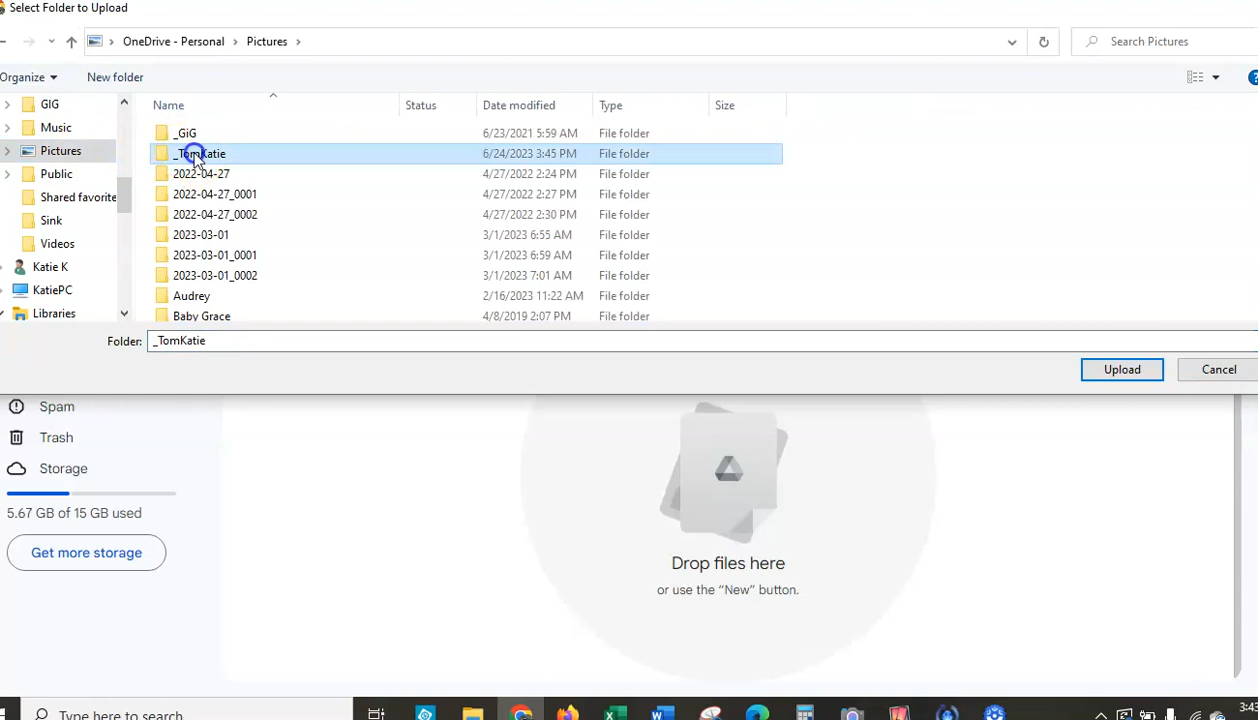 Select Folder to Upload
OneDrive - Personal Pictures
Search Pictures
Organize New folder
Name Status Date modified Type Size
GIG
Music
Pictures
Public
Shared favorite
Sink
Videos
Katie K
KatiePC
Libraries
_GiG 6/23/2021 5:59 AM File folder
_TomKatie 6/24/2023 3:45 PM File folder
2022-04-27 4/27/2022 2:24 PM File folder
2022-04-27_0001 4/27/2022 2:27 PM File folder
2022-04-27_0002 4/27/2022 2:30 PM File folder
2023-03-01 3/1/2023 6:55 AM File folder
2023-03-01_0001 3/1/2023 6:59 AM File folder
2023-03-01_0002 3/1/2023 7:01 AM File folder
Audrey 2/16/2023 11:22 AM File folder
Baby Grace 4/8/2019 2:07 PM File folder
Folder: _TomKatie
Upload Cancel
Spam
Trash
Storage
5.67 GB of 15 GB used
Get more storage
Drop files here
or use the “New” button.
Type here to search